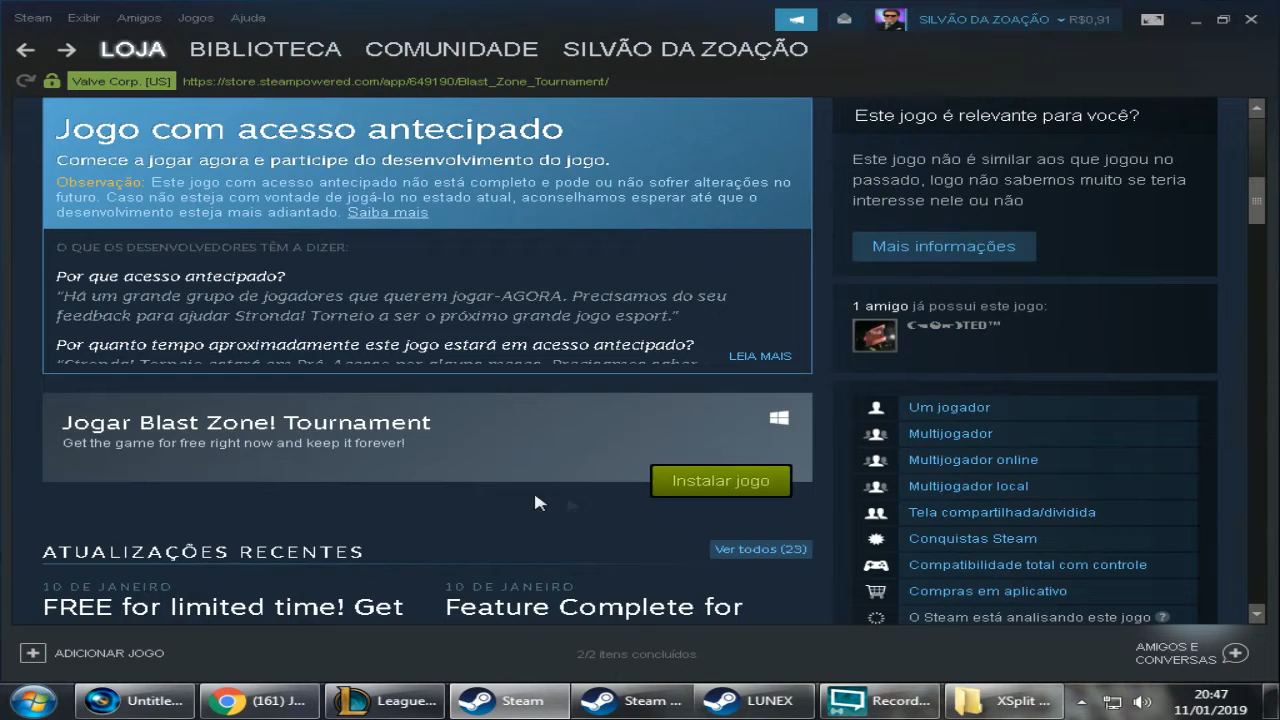 Steam Exibir Amigos Jogos Ajuda
SILVÃO DA ZOAÇÃO R$0,91
LOJA BIBLIOTECA COMUNIDADE SILVÃO DA ZOAÇÃO
Valve Corp. [US] https://store.steampowered.com/app/649190/Blast_Zone_Tournament/
Jogo com acesso antecipado
Comece a jogar agora e participe do desenvolvimento do jogo.
Observação: Este jogo com acesso antecipado não está completo e pode ou não sofrer alterações no
futuro. Caso não esteja com vontade de jogá-lo no estado atual, aconselhamos esperar até que o
desenvolvimento esteja mais adiantado. Saiba mais
O QUE OS DESENVOLVEDORES TÊM A DIZER:
Por que acesso antecipado?
“Há um grande grupo de jogadores que querem jogar-AGORA. Precisamos do seu
feedback para ajudar Stronda! Torneio a ser o próximo grande jogo esport.”
Por quanto tempo aproximadamente este jogo estará em acesso antecipado?
LEIA MAIS
Jogar Blast Zone! Tournament
Get the game for free right now and keep it forever!
Instalar jogo
ATUALIZAÇÕES RECENTES
Ver todos (23)
10 DE JANEIRO
FREE for limited time! Get
10 DE JANEIRO
Feature Complete for
Este jogo é relevante para você?
Este jogo não é similar aos que jogou no
passado, logo não sabemos muito se teria
interesse nele ou não
Mais informações
1 amigo já possui este jogo:
Um jogador
Multijogador
Multijogador online
Multijogador local
Tela compartilhada/dividida
Conquistas Steam
Compatibilidade total com controle
Compras em aplicativo
O Steam está analisando este jogo ?
ADICIONAR JOGO
2/2 itens concluídos
AMIGOS E
CONVERSAS
Untitle... (161) J... League... Steam Steam ... LUNEX Record... XSplit ...
20:47
11/01/2019